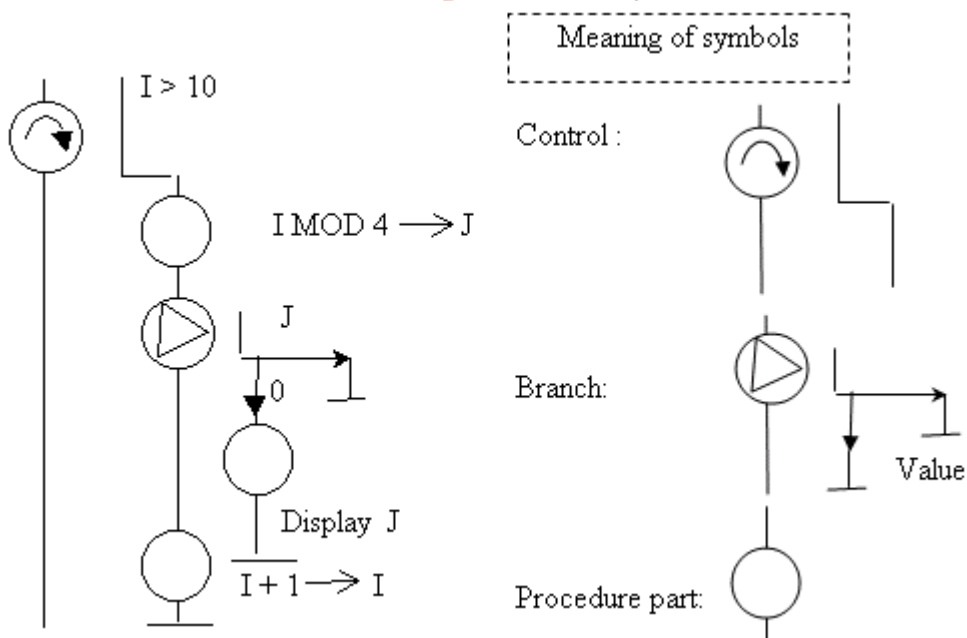 Meaning of symbols
I > 10
Control :
I MOD 4 → J
J
0
Branch:
Value
Display J
I + 1 → I
Procedure part: